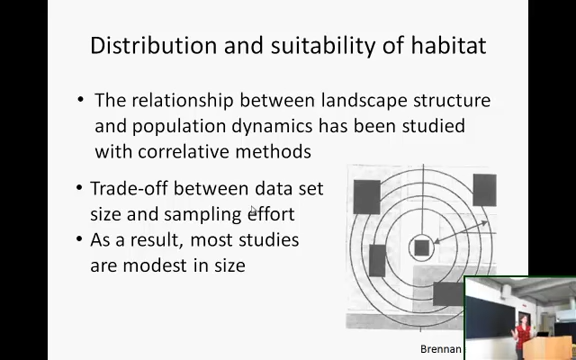 Distribution and suitability of habitat
• The relationship between landscape structure
and population dynamics has been studied
with correlative methods
• Trade-off between data set
size and sampling effort
• As a result, most studies
are modest in size
Brennan